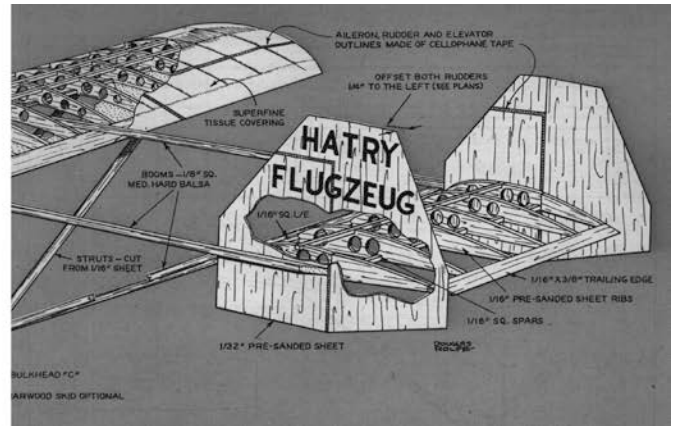 AILERON, RUDDER AND ELEVATOR
OUTLINES MADE OF CELLOPHANE TAPE
OFFSET BOTH RUDDERS
1/16" TO THE LEFT (SEE PLANS)
SUPERFINE
TISSUE COVERING
HATRY
FLUGZEUG
BOOMS – 1/8" SQ.
MED. HARD BALSA
1/16" SQ. L/E
STRUTS – CUT
FROM 1/16" SHEET
1/16" X 3/8" TRAILING EDGE
1/16" PRE-SANDED SHEET RIBS
1/16" SQ. SPARS
1/32" PRE-SANDED SHEET
DOUGLAS
ROLFE
BULKHEAD "C"
ARWOOD SKID OPTIONAL